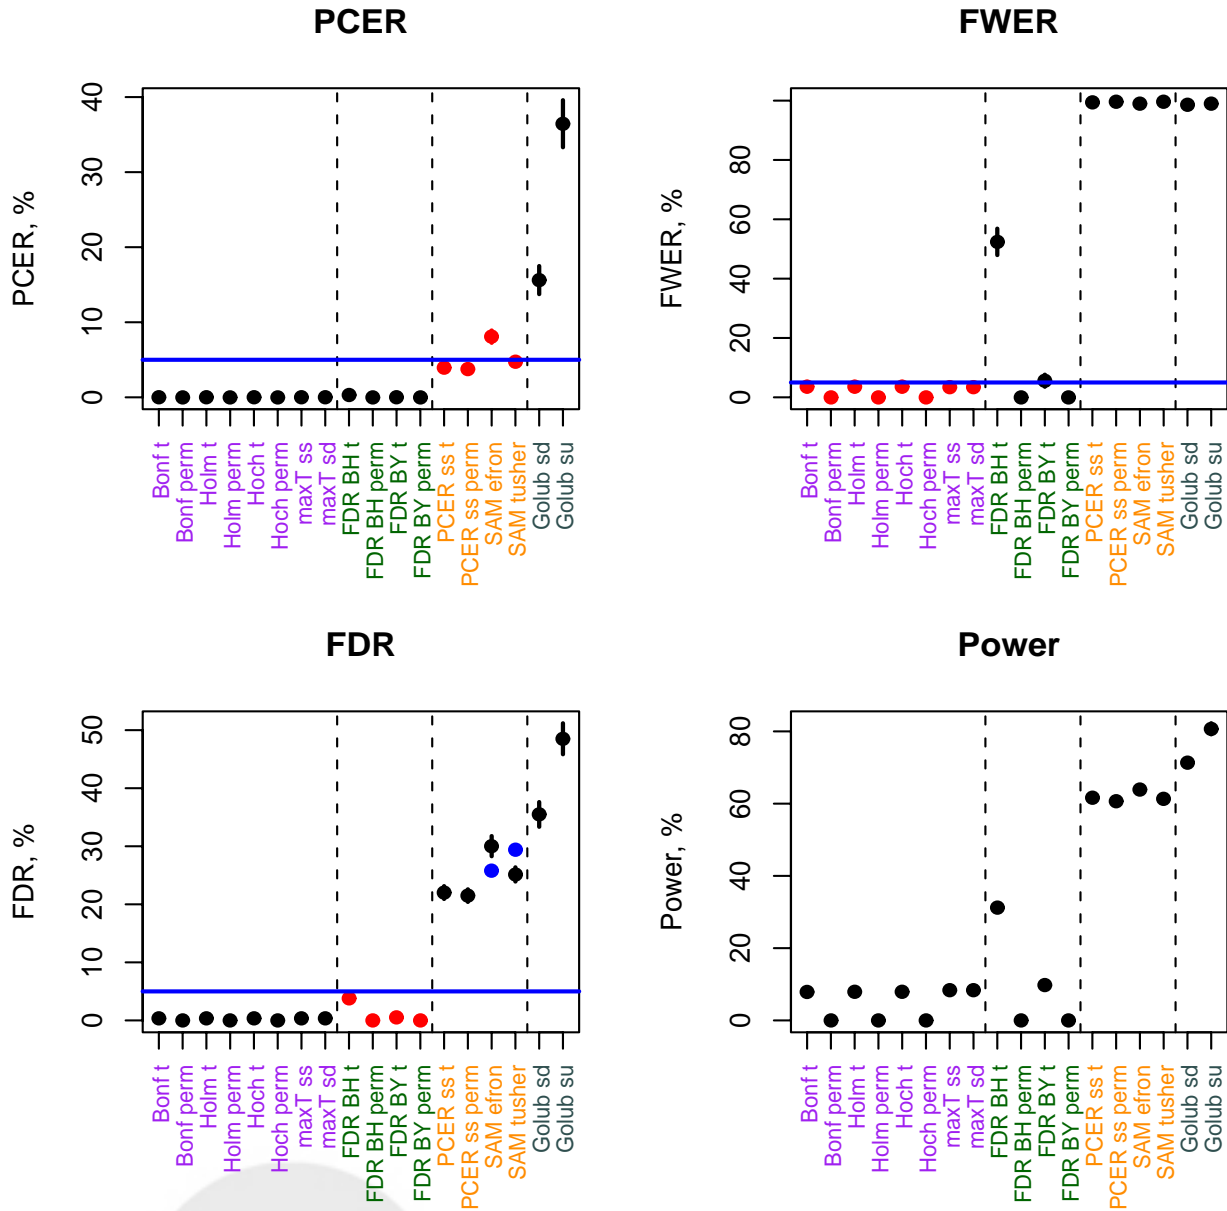 PCER
PCER, %
40
30
20
10
0
Bonf t
Bonf perm
Holm t
Holm perm
Hoch t
Hoch perm
maxT ss
maxT sd
FDR BH t
FDR BH perm
FDR BY t
FDR BY perm
PCER ss t
PCER ss perm
SAM efron
SAM tusher
Golub sd
Golub su
FWER
FWER, %
80
60
40
20
0
Bonf t
Bonf perm
Holm t
Holm perm
Hoch t
Hoch perm
maxT ss
maxT sd
FDR BH t
FDR BH perm
FDR BY t
FDR BY perm
PCER ss t
PCER ss perm
SAM efron
SAM tusher
Golub sd
Golub su
FDR
FDR, %
50
40
30
20
10
0
Bonf t
Bonf perm
Holm t
Holm perm
Hoch t
Hoch perm
maxT ss
maxT sd
FDR BH t
FDR BH perm
FDR BY t
FDR BY perm
PCER ss t
PCER ss perm
SAM efron
SAM tusher
Golub sd
Golub su
Power
Power, %
80
60
40
20
0
Bonf t
Bonf perm
Holm t
Holm perm
Hoch t
Hoch perm
maxT ss
maxT sd
FDR BH t
FDR BH perm
FDR BY t
FDR BY perm
PCER ss t
PCER ss perm
SAM efron
SAM tusher
Golub sd
Golub su